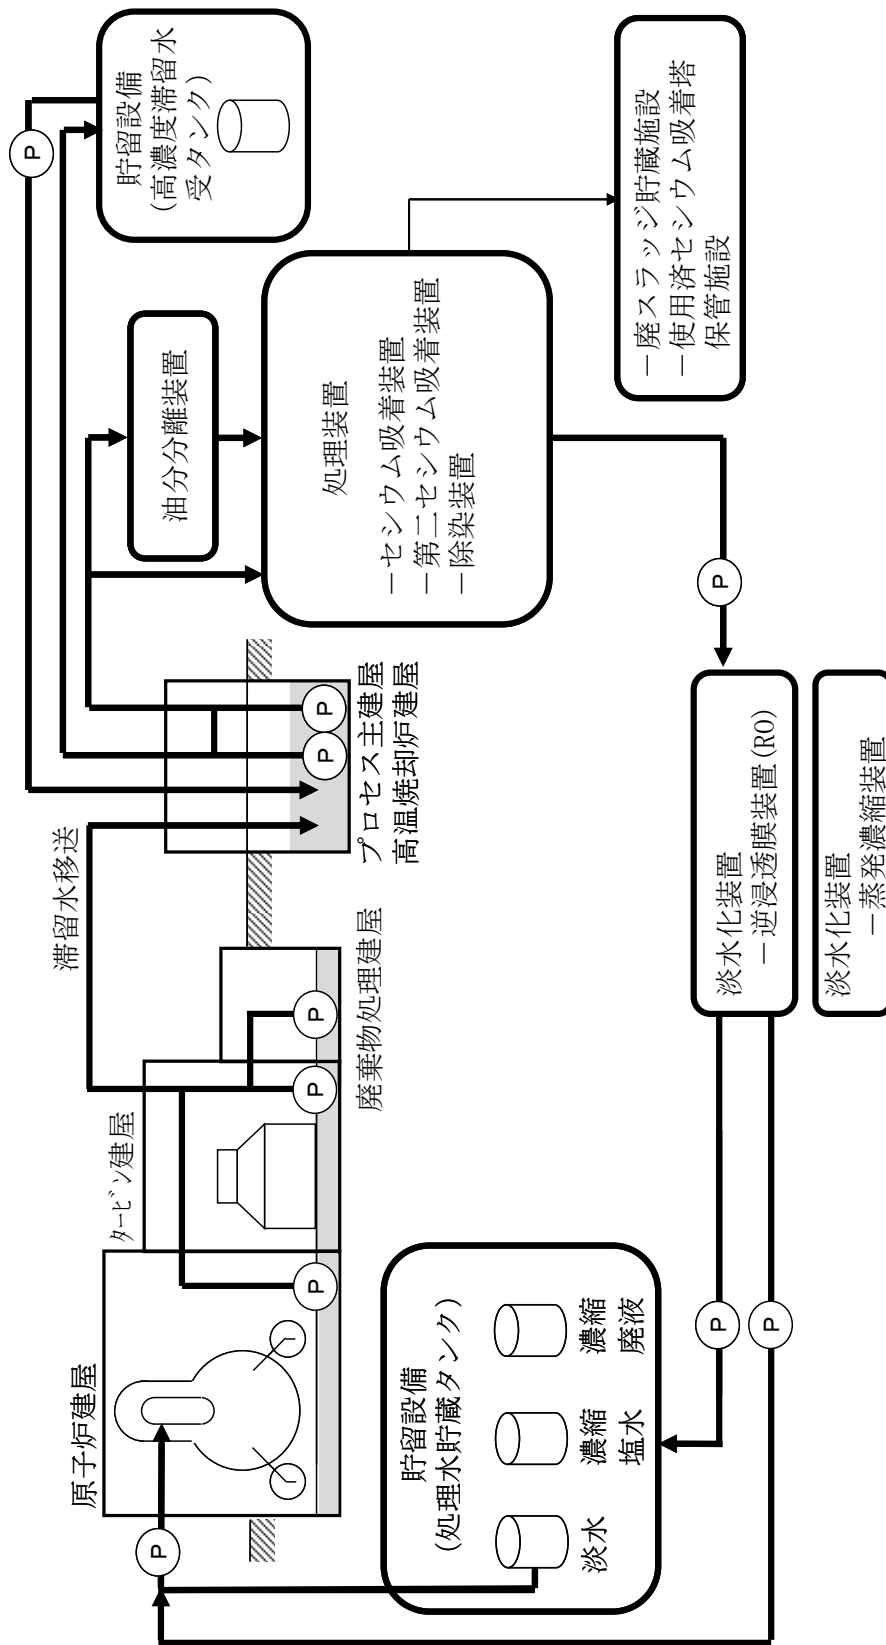 原子炉建屋
タービン建屋
廃棄物処理建屋
滞留水移送
プロセス主建屋
高温焼却炉建屋
油分分離装置
貯留設備
(高濃度滞留水
受タンク)
処理装置
－セシウム吸着装置
－第二セシウム吸着装置
－除染装置
－廃スラッジ貯蔵施設
－使用済セシウム吸着塔
保管施設
貯留設備
(処理水貯蔵タンク)
淡水
濃縮
塩水
濃縮
廃液
淡水化装置
－逆浸透膜装置(RO)
淡水化装置
－蒸発濃縮装置
P
P
P
P
P
P
P
P
P
P